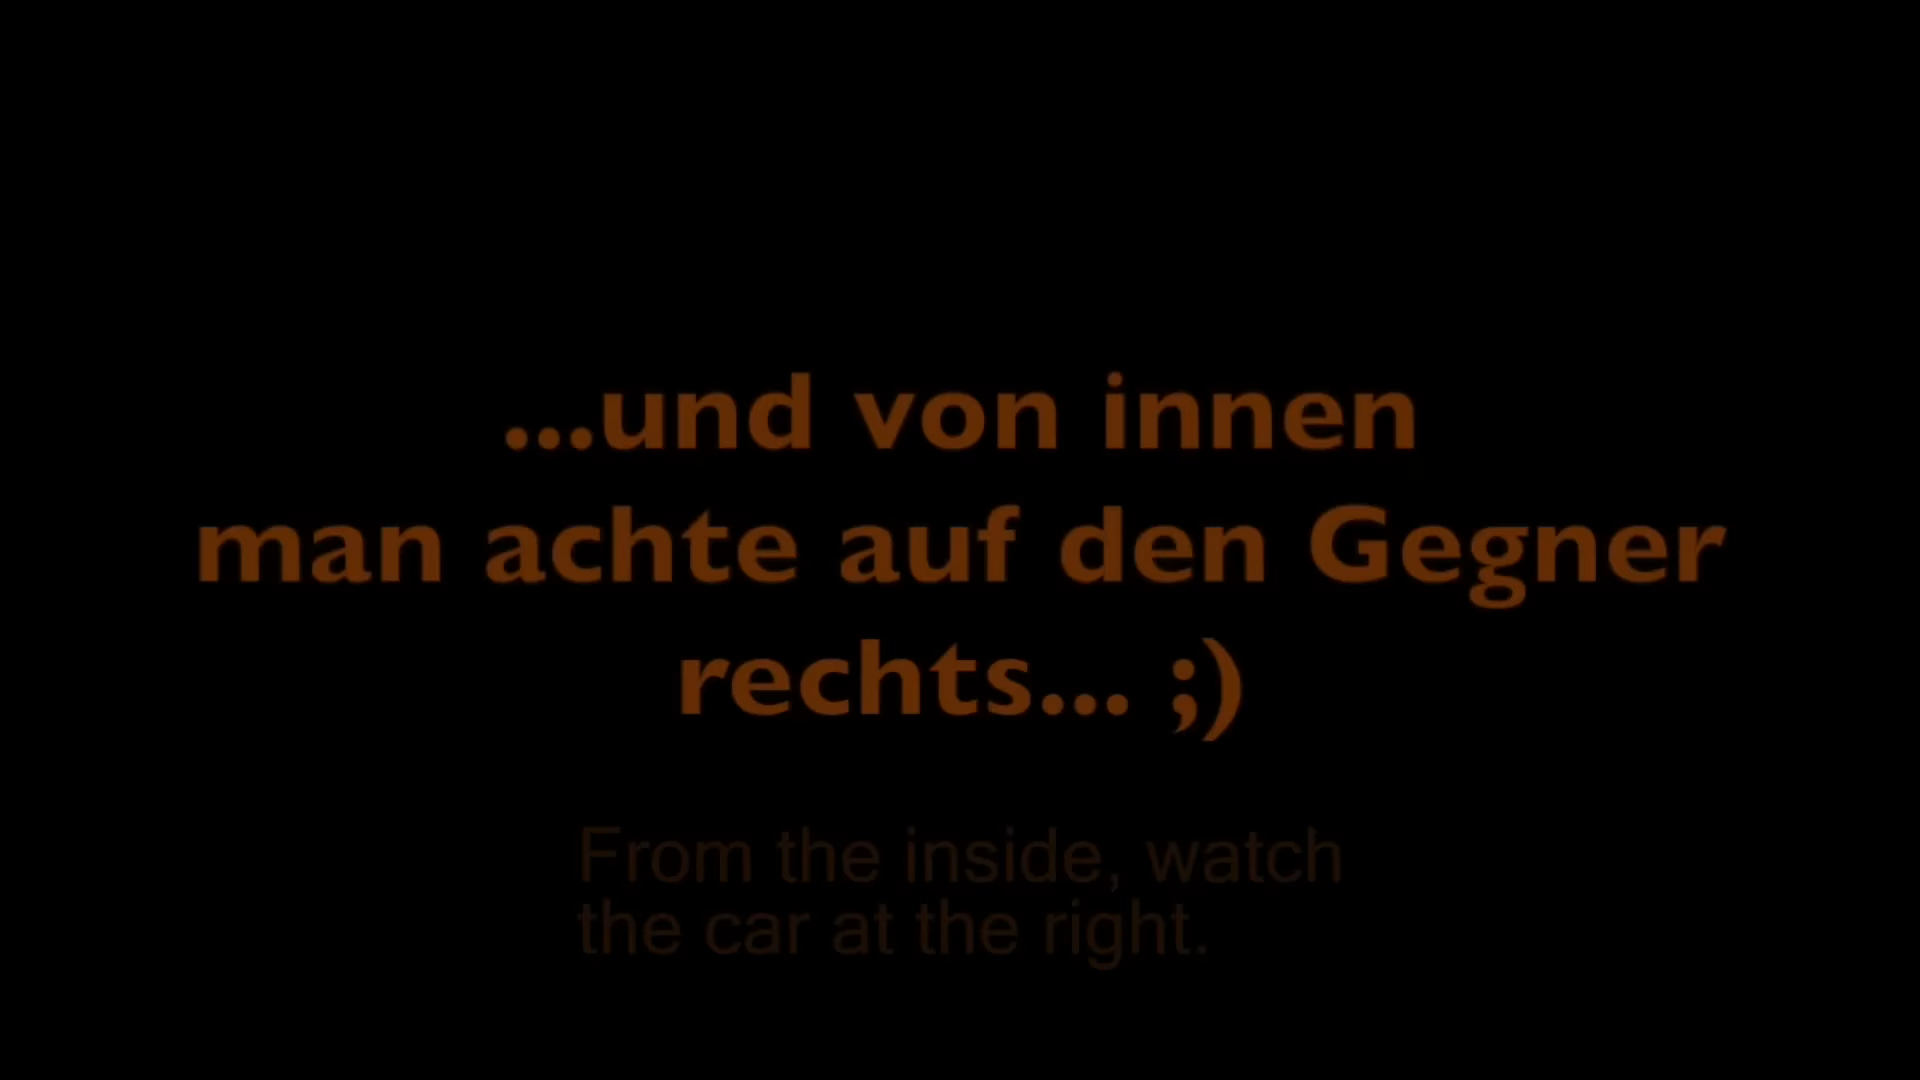 ...und von innen
man achte auf den Gegner
rechts... ;)
From the inside, watch
the car at the right.